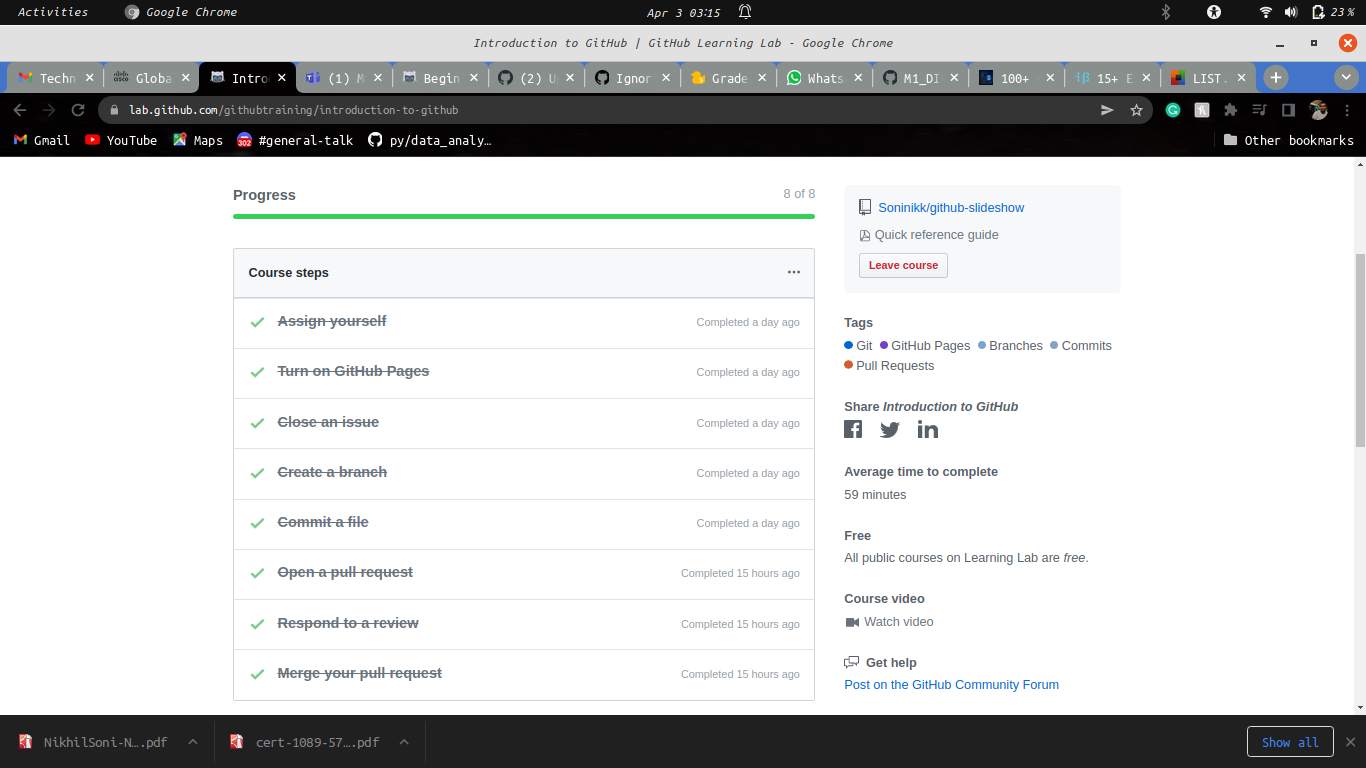 Activities Google Chrome Apr 3 03:15 23 %
Introduction to GitHub | GitHub Learning Lab - Google Chrome
Techn Globa Intro (1) M Begin (2) U Ignor Grade Whats M1_DI 100+ 15+ E LIST.
lab.github.com/githubtraining/introduction-to-github
Gmail YouTube Maps 302 #general-talk py/data_analy… Other bookmarks
Progress 8 of 8
Course steps
Assign yourself Completed a day ago
Turn on GitHub Pages Completed a day ago
Close an issue Completed a day ago
Create a branch Completed a day ago
Commit a file Completed a day ago
Open a pull request Completed 15 hours ago
Respond to a review Completed 15 hours ago
Merge your pull request Completed 15 hours ago
Soninikk/github-slideshow
Quick reference guide
Leave course
Tags
Git GitHub Pages Branches Commits
Pull Requests
Share Introduction to GitHub
Average time to complete
59 minutes
Free
All public courses on Learning Lab are free.
Course video
Watch video
Get help
Post on the GitHub Community Forum
NikhilSoni-N….pdf cert-1089-57….pdf Show all